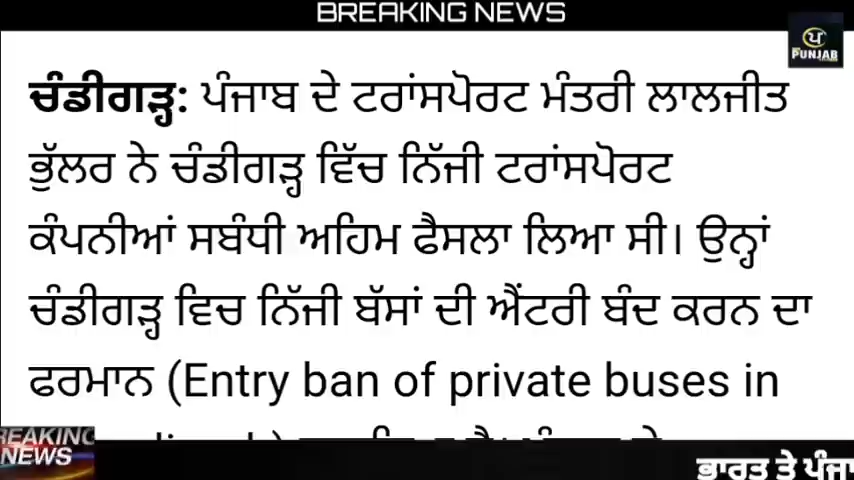 BREAKING NEWS
ਪ
PUNJAB
ਚੰਡੀਗੜ੍ਹ: ਪੰਜਾਬ ਦੇ ਟਰਾਂਸਪੋਰਟ ਮੰਤਰੀ ਲਾਲਜੀਤ
ਭੁੱਲਰ ਨੇ ਚੰਡੀਗੜ੍ਹ ਵਿੱਚ ਨਿੱਜੀ ਟਰਾਂਸਪੋਰਟ
ਕੰਪਨੀਆਂ ਸਬੰਧੀ ਅਹਿਮ ਫੈਸਲਾ ਲਿਆ ਸੀ। ਉਨ੍ਹਾਂ
ਚੰਡੀਗੜ੍ਹ ਵਿਚ ਨਿੱਜੀ ਬੱਸਾਂ ਦੀ ਐਂਟਰੀ ਬੰਦ ਕਰਨ ਦਾ
ਫਰਮਾਨ (Entry ban of private buses in
BREAKING
NEWS
ਭਾਰਤ ਤੇ ਪੰਜਾ